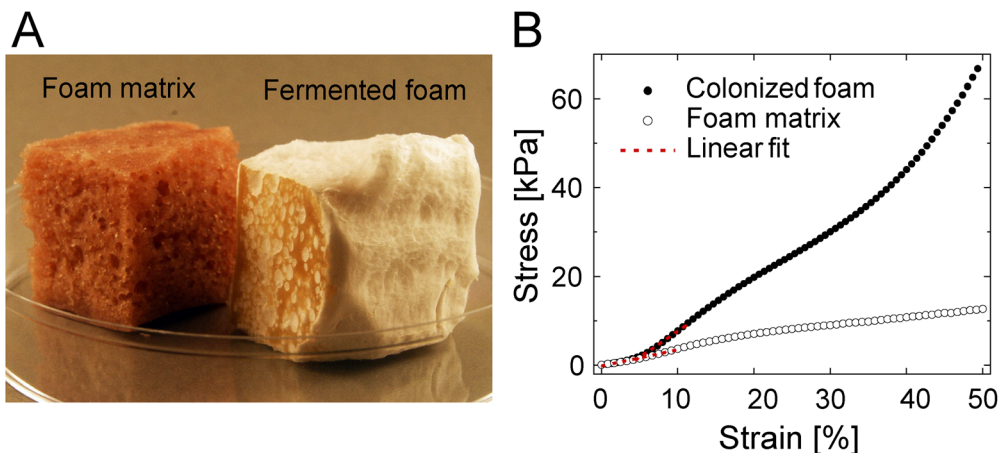 A
Foam matrix
Fermented foam
B
Colonized foam
Foam matrix
Linear fit
Stress [kPa]
60
40
20
0
0 10 20 30 40 50
Strain [%]